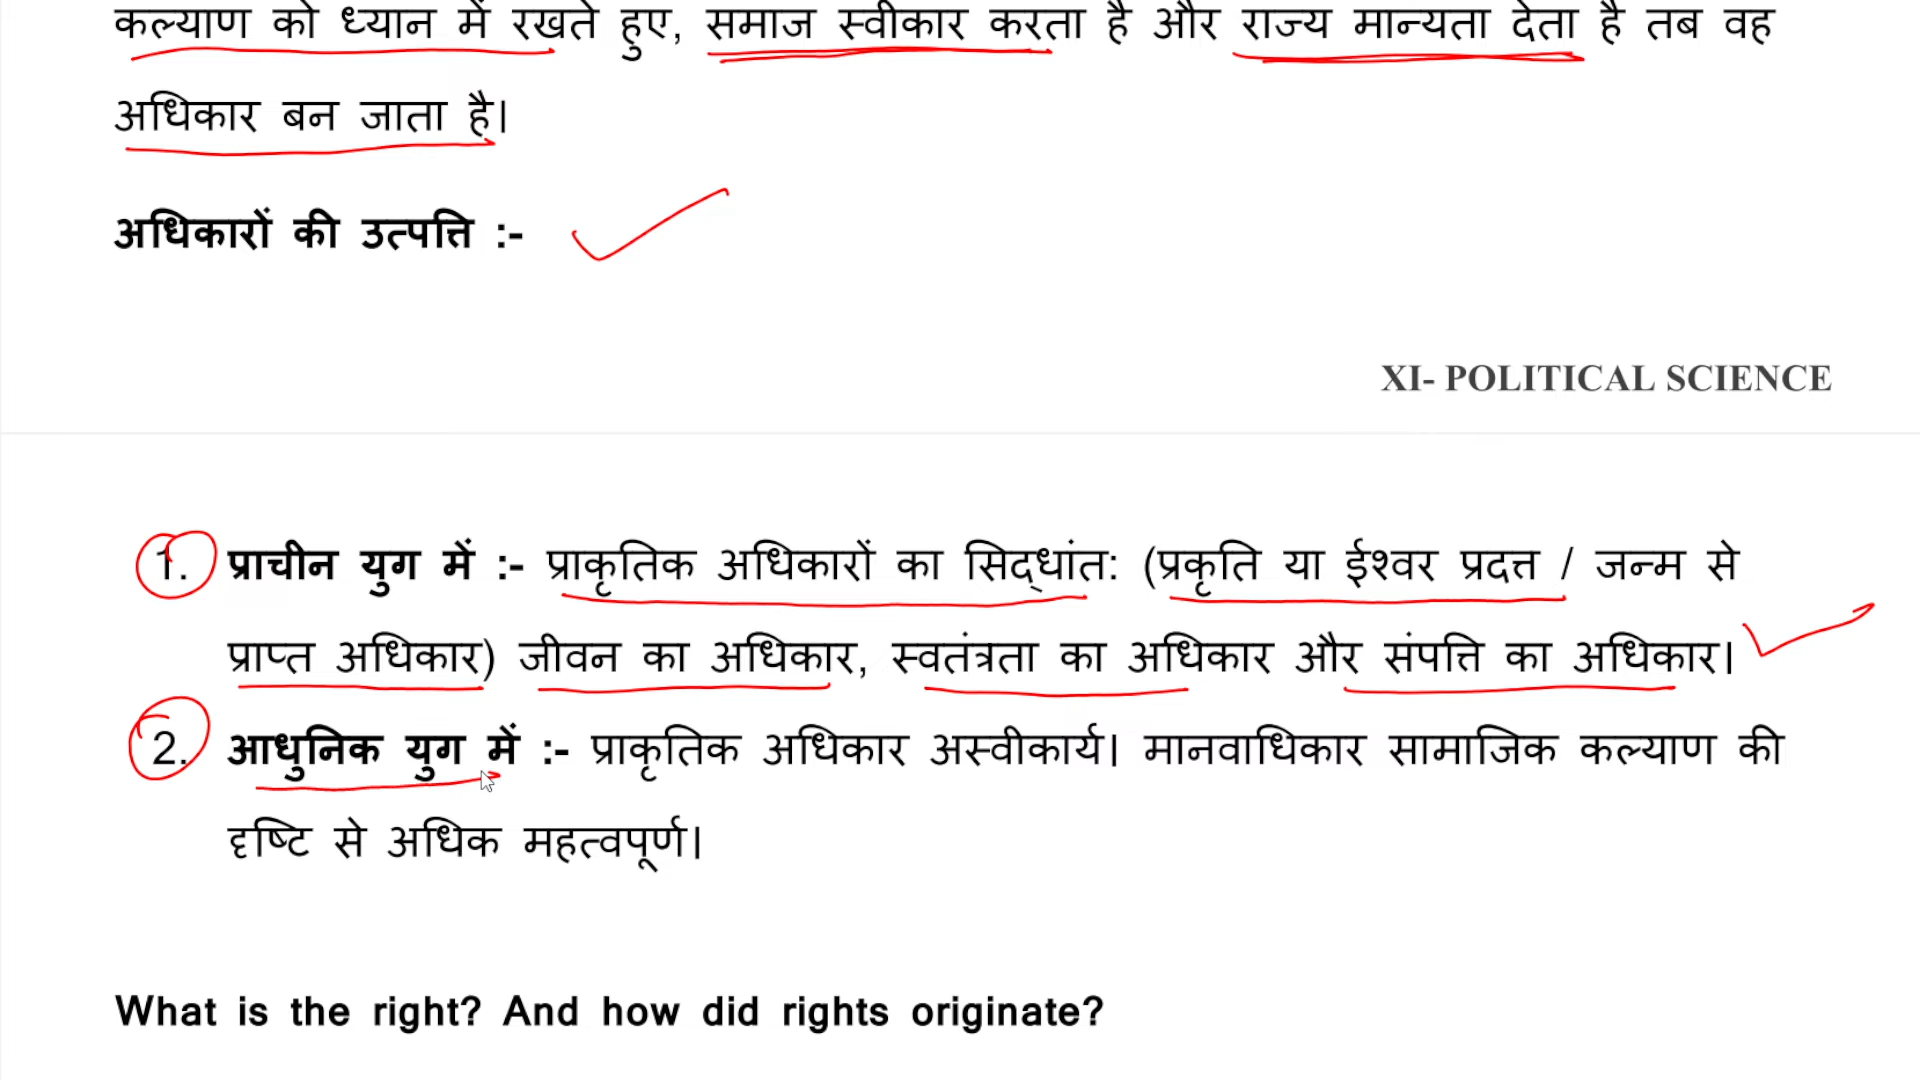 कल्याण को ध्यान में रखते हुए, समाज स्वीकार करता है और राज्य मान्यता देता है तब वह
अधिकार बन जाता है।
अधिकारों की उत्पत्ति :-
XI- POLITICAL SCIENCE
1. प्राचीन युग में :- प्राकृतिक अधिकारों का सिद्धांत: (प्रकृति या ईश्वर प्रदत्त / जन्म से
प्राप्त अधिकार) जीवन का अधिकार, स्वतंत्रता का अधिकार और संपत्ति का अधिकार।
2. आधुनिक युग में :- प्राकृतिक अधिकार अस्वीकार्य। मानवाधिकार सामाजिक कल्याण की
दृष्टि से अधिक महत्वपूर्ण।
What is the right? And how did rights originate?